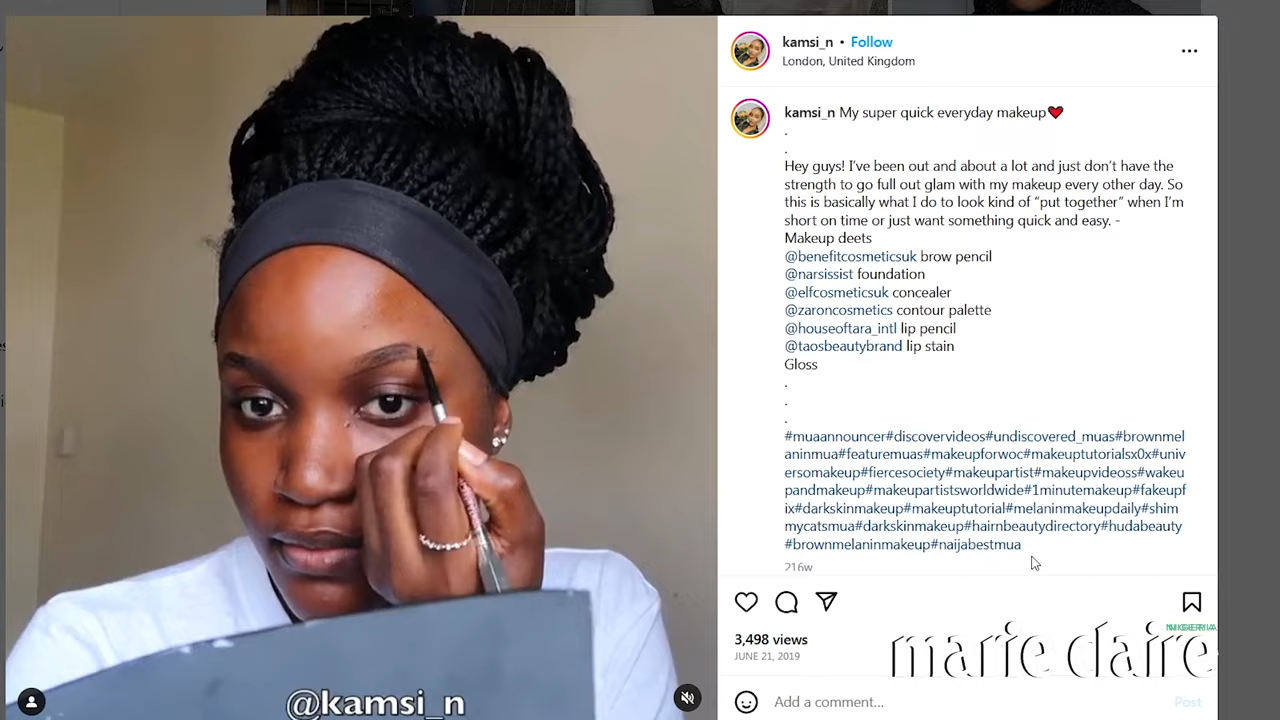 kamsi_n • Follow
London, United Kingdom
kamsi_n My super quick everyday makeup❤️
.
.
Hey guys! I've been out and about a lot and just don't have the
strength to go full out glam with my makeup every other day. So
this is basically what I do to look kind of “put together” when I'm
short on time or just want something quick and easy. -
Makeup deets
@benefitcosmeticsuk brow pencil
@narsissist foundation
@elfcosmeticsuk concealer
@zaroncosmetics contour palette
@houseoftara_intl lip pencil
@taosbeautybrand lip stain
Gloss
.
.
.
#muaannouncer#discovervideos#undiscovered_muas#brownmel
aninmua#featuremuas#makeupforwoc#makeuptutorialsx0x#univ
ersomakeup#fiercesociety#makeupartist#makeupvideoss#wakeu
pandmakeup#makeupartistsworldwide#1minutemakeup#fakeupf
ix#darkskinmakeup#makeuptutorial#melaninmakeupdaily#shim
mycatsmua#darkskinmakeup#hairnbeautydirectory#hudabeauty
#brownmelaninmakeup#naijabestmua
216w
3,498 views
JUNE 21, 2019
NIGERIA
marie claire
Add a comment...
Post
@kamsi_n